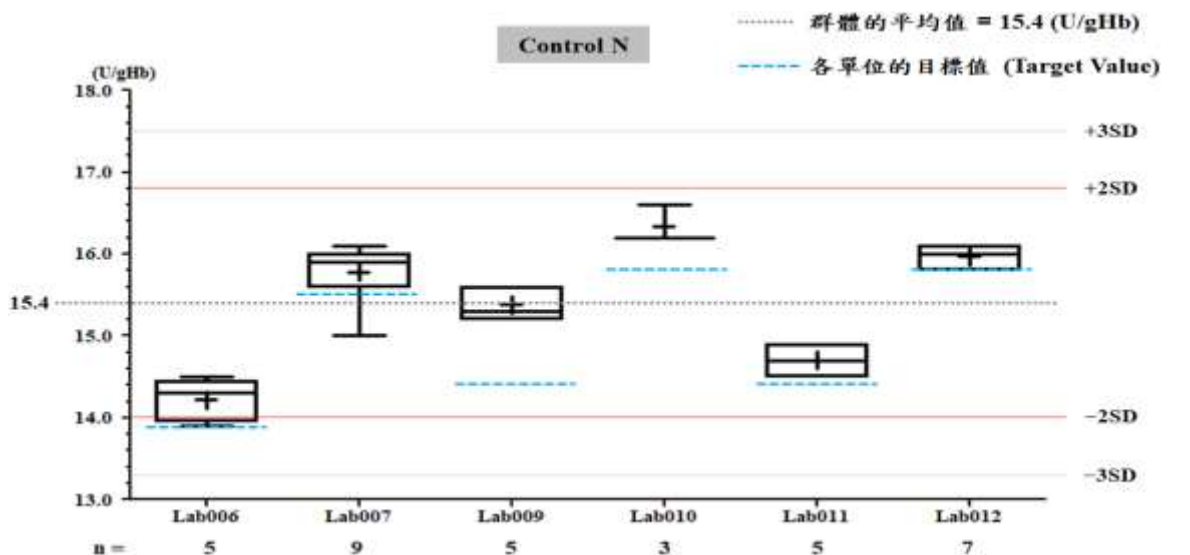 群體的平均值 = 15.4 (U/gHb)
Control N
各單位的目標值 (Target Value)
(U/gHb)
18.0
+3SD
17.0
+2SD
16.0
15.4
15.0
14.0
−2SD
−3SD
13.0
Lab006 Lab007 Lab009 Lab010 Lab011 Lab012
n = 5 9 5 3 5 7